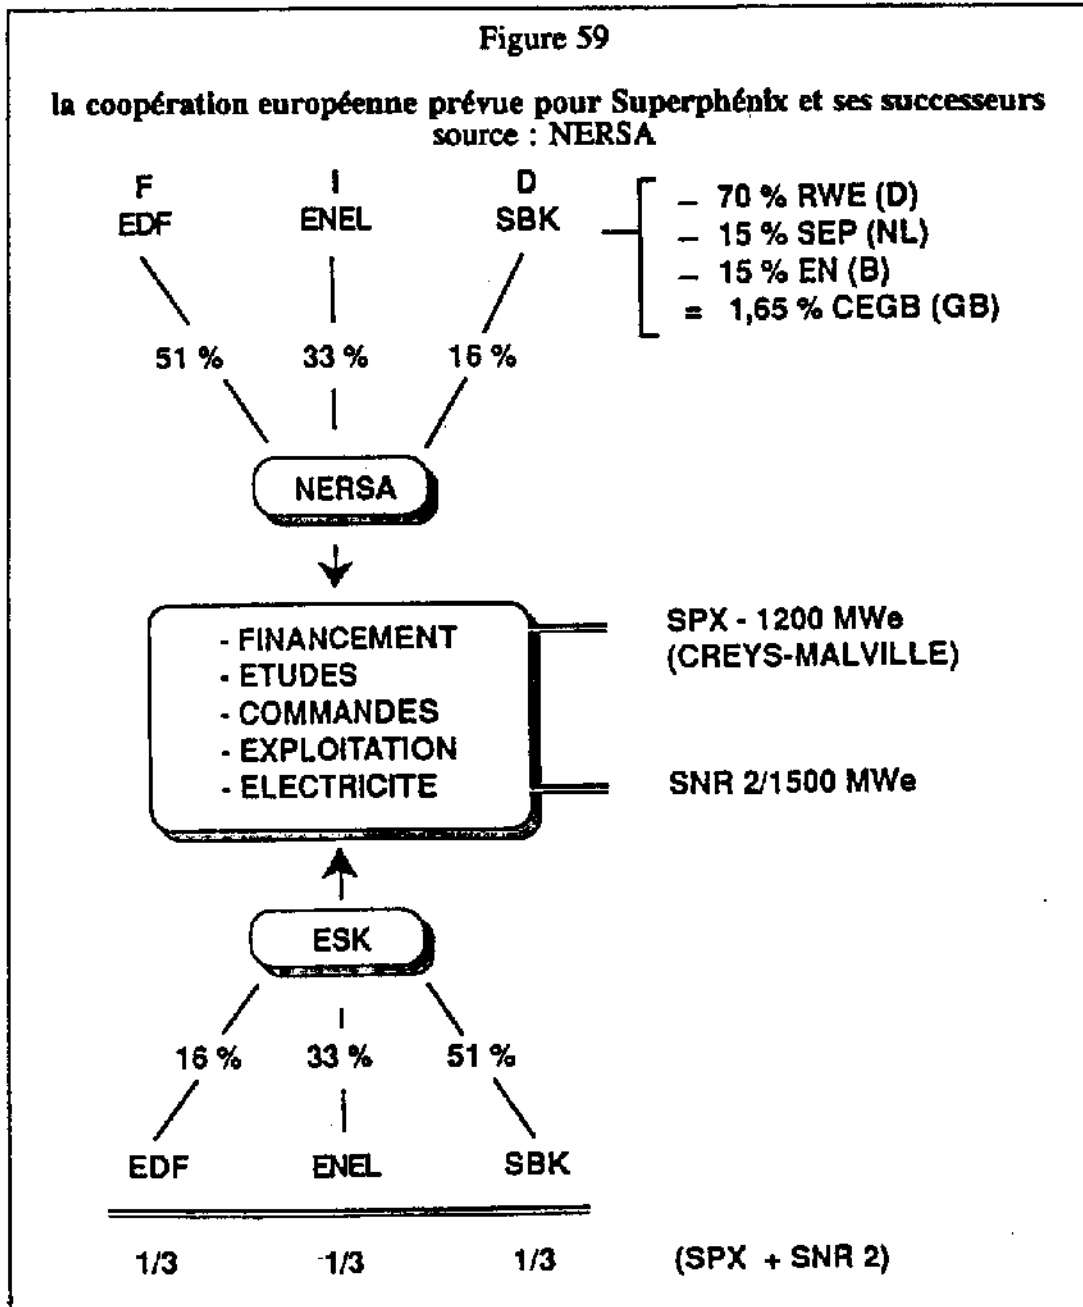 Figure 59
la coopération européenne prévue pour Superphénix et ses successeurs
source : NERSA
F I D
EDF ENEL SBK
– 70 % RWE (D)
– 15 % SEP (NL)
– 15 % EN (B)
= 1,65 % CEGB (GB)
51 % 33 % 16 %
NERSA
- FINANCEMENT
- ETUDES
- COMMANDES
- EXPLOITATION
- ELECTRICITE
SPX - 1200 MWe
(CREYS-MALVILLE)
SNR 2/1500 MWe
ESK
16 % 33 % 51 %
EDF ENEL SBK
1/3 1/3 1/3 (SPX + SNR 2)